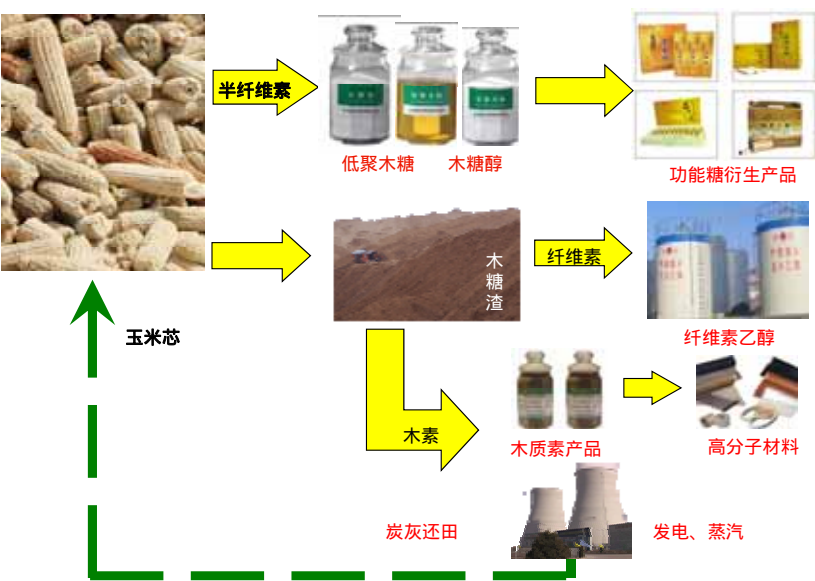 半纤维素
低聚木糖
木糖醇
功能糖衍生产品
木
糖
渣
纤维素
纤维素乙醇
玉米芯
木素
木质素产品
高分子材料
炭灰还田
发电、蒸汽